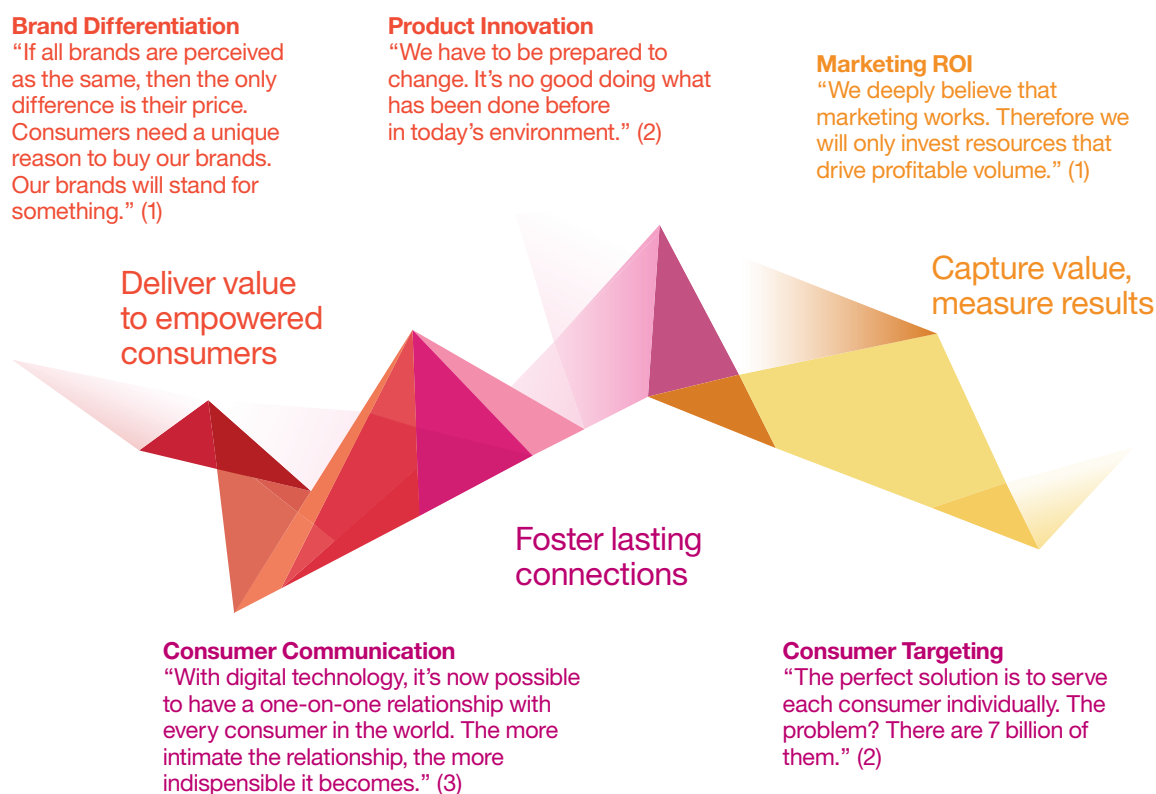 Brand Differentiation
“If all brands are perceived
as the same, then the only
difference is their price.
Consumers need a unique
reason to buy our brands.
Our brands will stand for
something.” (1)
Product Innovation
“We have to be prepared to
change. It’s no good doing what
has been done before
in today’s environment.” (2)
Marketing ROI
“We deeply believe that
marketing works. Therefore we
will only invest resources that
drive profitable volume.” (1)
Deliver value
to empowered
consumers
Capture value,
measure results
Foster lasting
connections
Consumer Communication
“With digital technology, it’s now possible
to have a one-on-one relationship with
every consumer in the world. The more
intimate the relationship, the more
indispensible it becomes.” (3)
Consumer Targeting
“The perfect solution is to serve
each consumer individually. The
problem? There are 7 billion of
them.” (2)